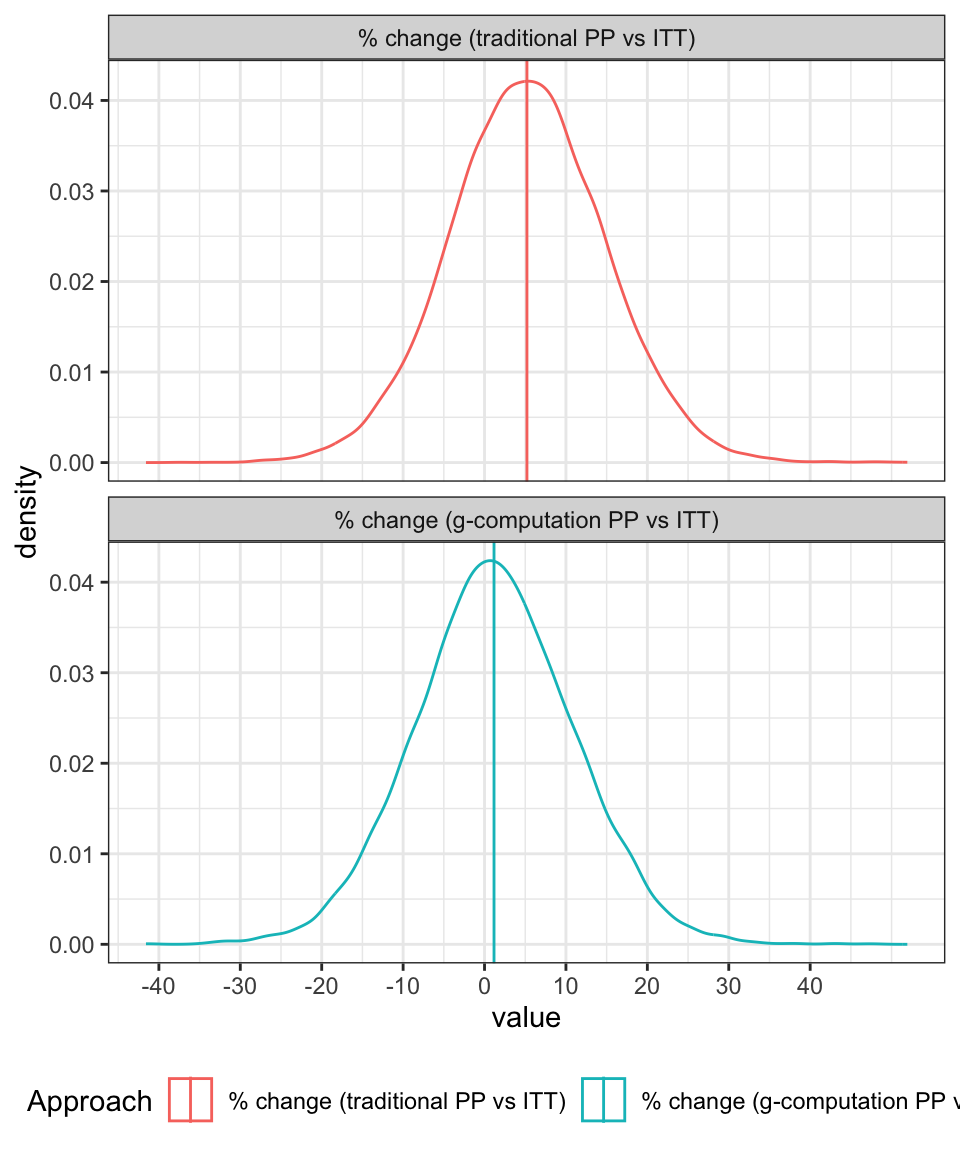 % change (traditional PP vs ITT)
0.04
0.03
0.02
0.01
0.00
density
% change (g-computation PP vs ITT)
0.04
0.03
0.02
0.01
0.00
-40 -30 -20 -10 0 10 20 30 40
value
Approach % change (traditional PP vs ITT) % change (g-computation PP